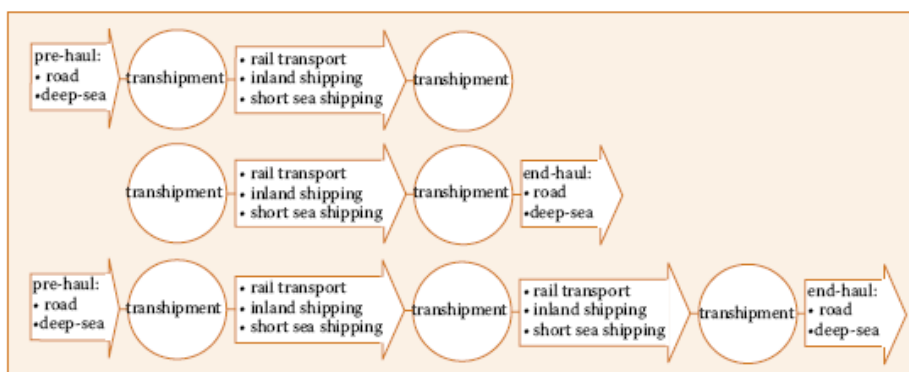 pre-haul:
• road
•deep-sea
transhipment
• rail transport
• inland shipping
• short sea shipping
transhipment
transhipment
• rail transport
• inland shipping
• short sea shipping
transhipment
end-haul:
• road
•deep-sea
pre-haul:
• road
•deep-sea
transhipment
• rail transport
• inland shipping
• short sea shipping
transhipment
• rail transport
• inland shipping
• short sea shipping
transhipment
end-haul:
• road
•deep-sea